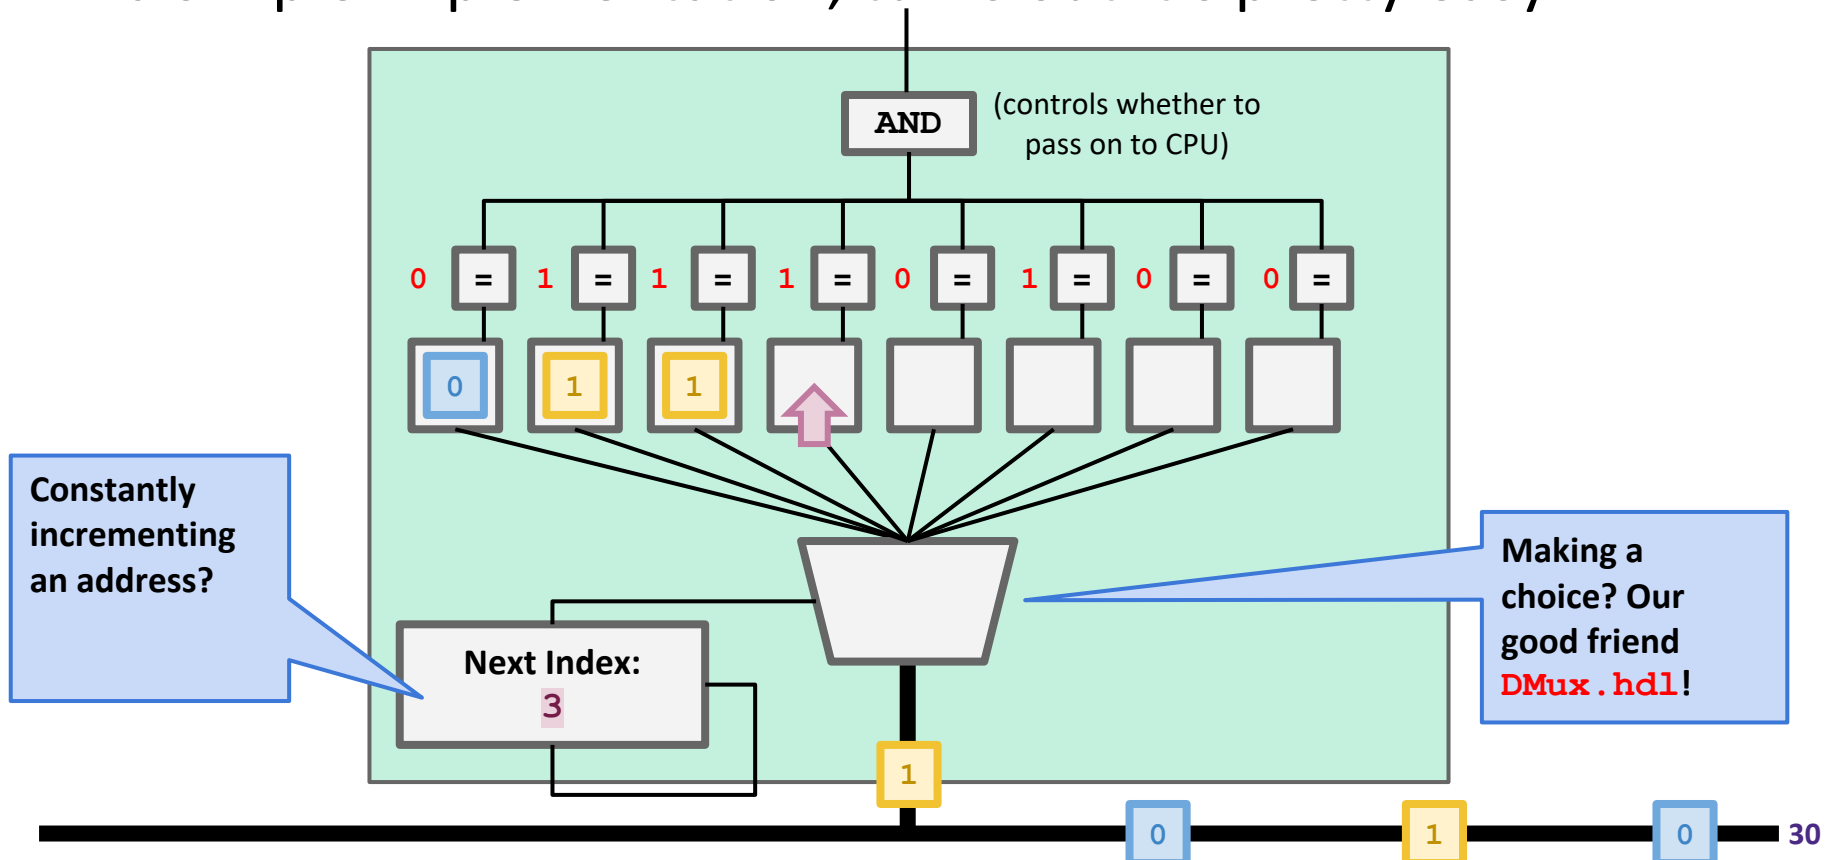 AND
(controls whether to
pass on to CPU)
0 = 1 = 1 = 1 = 0 = 1 = 0 = 0 =
0 1 1
Constantly
incrementing
an address?
Making a
choice? Our
good friend
DMux.hdl!
Next Index:
3
1
0 1 0 30